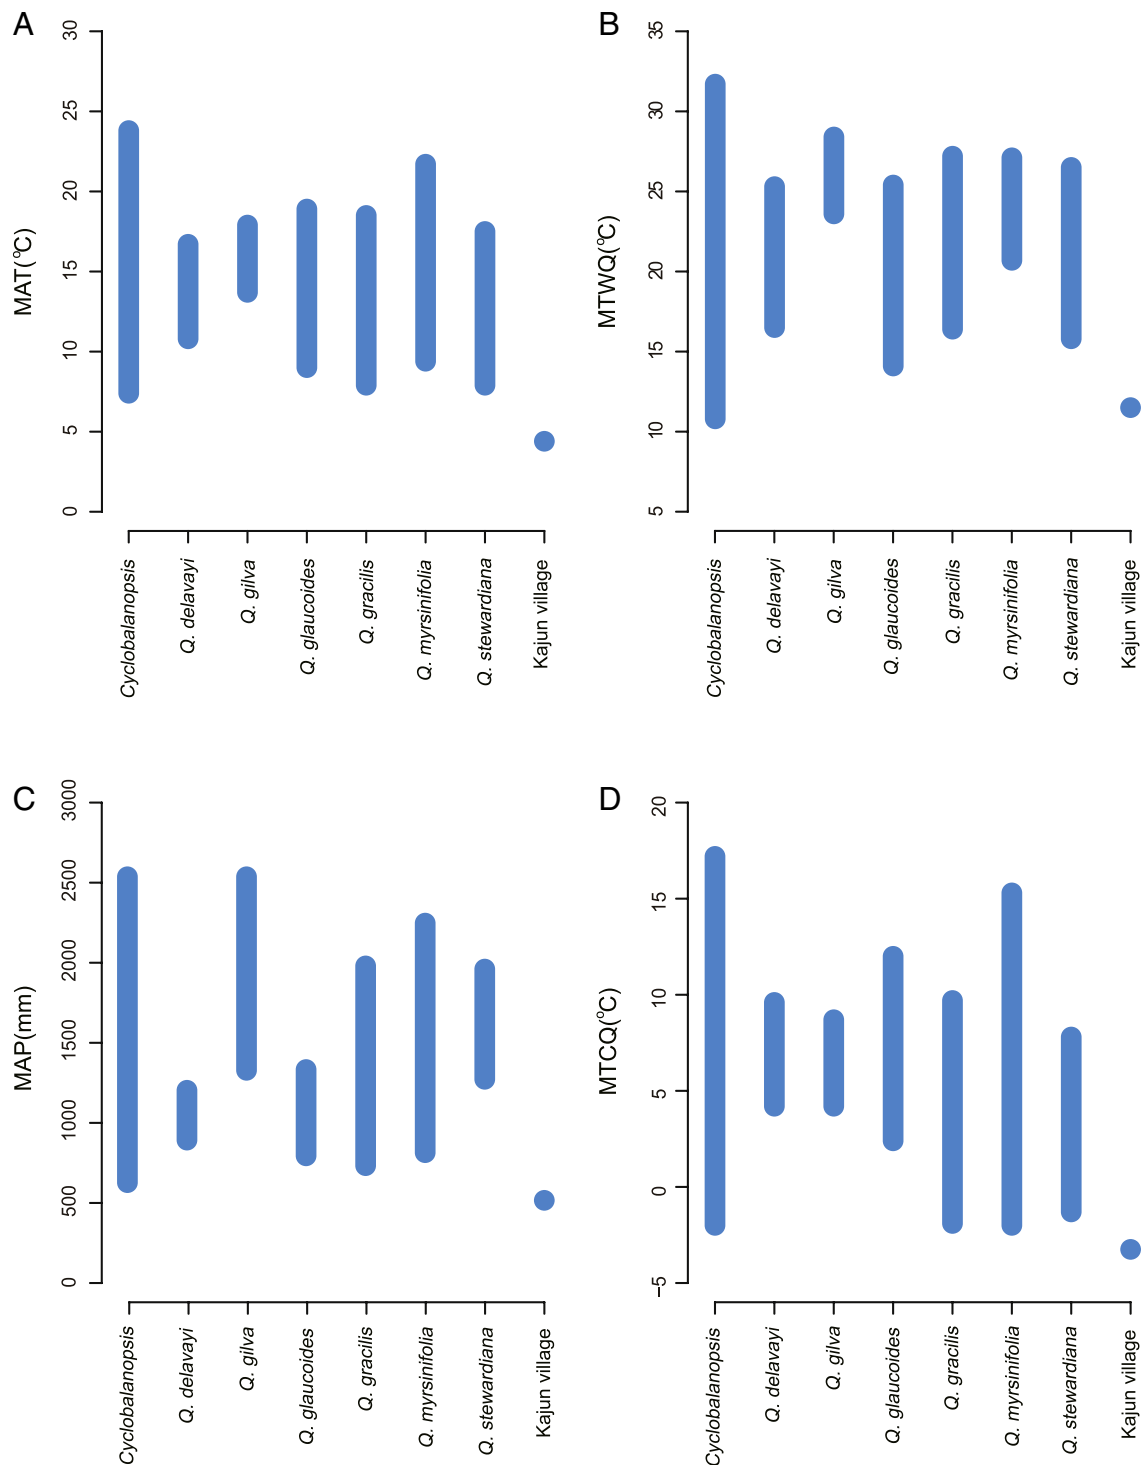 A
MAT(°C)
30
25
20
15
10
5
0
Cyclobalanopsis
Q. delavayi
Q. gilva
Q. glaucoides
Q. gracilis
Q. myrsinifolia
Q. stewardiana
Kajun village
B
MTWQ(°C)
35
30
25
20
15
10
5
Cyclobalanopsis
Q. delavayi
Q. gilva
Q. glaucoides
Q. gracilis
Q. myrsinifolia
Q. stewardiana
Kajun village
C
MAP(mm)
3000
2500
2000
1500
1000
500
0
Cyclobalanopsis
Q. delavayi
Q. gilva
Q. glaucoides
Q. gracilis
Q. myrsinifolia
Q. stewardiana
Kajun village
D
MTCQ(°C)
20
15
10
5
0
−5
Cyclobalanopsis
Q. delavayi
Q. gilva
Q. glaucoides
Q. gracilis
Q. myrsinifolia
Q. stewardiana
Kajun village